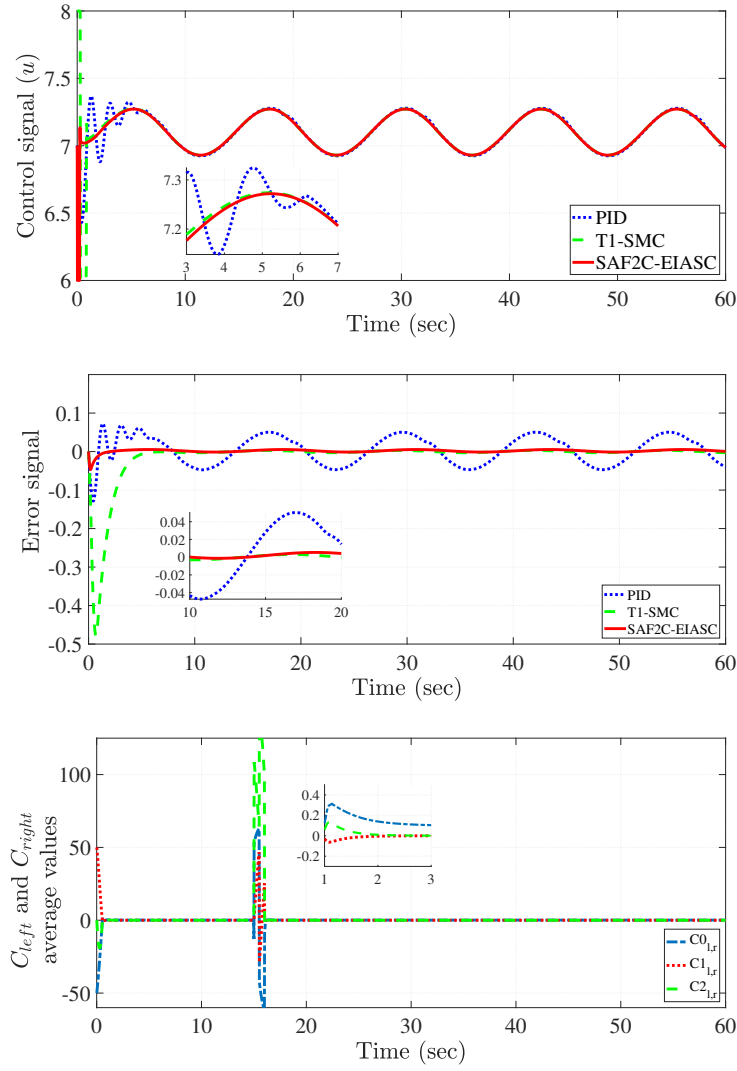 8
7.5
7
6.5
6
Control signal (u)
7.3
7.2
3 4 5 6 7
PID
T1-SMC
SAF2C-EIASC
0 10 20 30 40 50 60
Time (sec)
0.1
0
-0.1
-0.2
-0.3
-0.4
-0.5
Error signal
0.04
0.02
0
-0.02
-0.04
10 15 20
PID
T1-SMC
SAF2C-EIASC
0 10 20 30 40 50 60
Time (sec)
100
50
0
-50
C_left and C_right
average values
0.4
0.2
0
-0.2
1 2 3
C0_l,r
C1_l,r
C2_l,r
0 10 20 30 40 50 60
Time (sec)